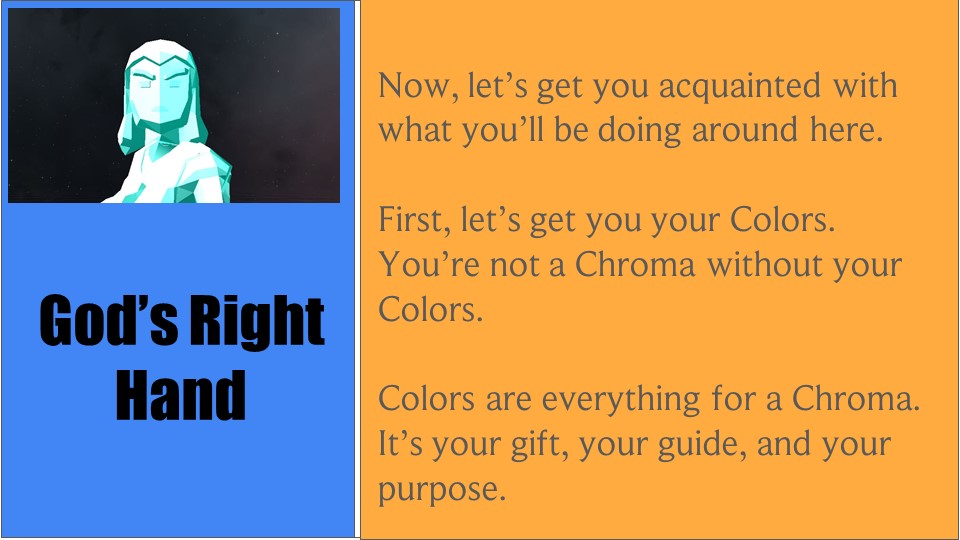 God’s Right
Hand
Now, let’s get you acquainted with
what you’ll be doing around here.
First, let’s get you your Colors.
You’re not a Chroma without your
Colors.
Colors are everything for a Chroma.
It’s your gift, your guide, and your
purpose.